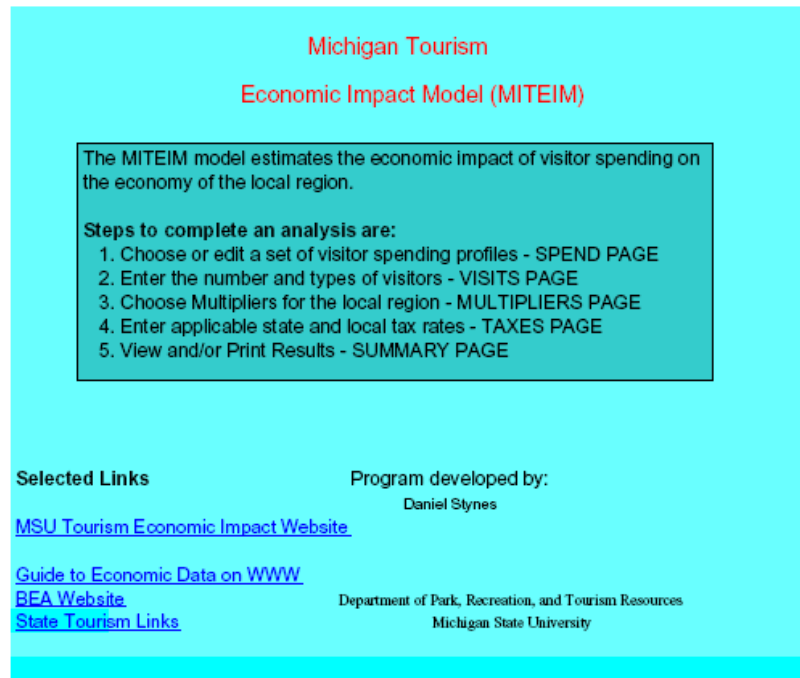 Michigan Tourism
Economic Impact Model (MITEIM)
The MITEIM model estimates the economic impact of visitor spending on
the economy of the local region.
Steps to complete an analysis are:
1. Choose or edit a set of visitor spending profiles - SPEND PAGE
2. Enter the number and types of visitors - VISITS PAGE
3. Choose Multipliers for the local region - MULTIPLIERS PAGE
4. Enter applicable state and local tax rates - TAXES PAGE
5. View and/or Print Results - SUMMARY PAGE
Selected Links
Program developed by:
Daniel Stynes
MSU Tourism Economic Impact Website
Guide to Economic Data on WWW
BEA Website
Department of Park, Recreation, and Tourism Resources
State Tourism Links
Michigan State University